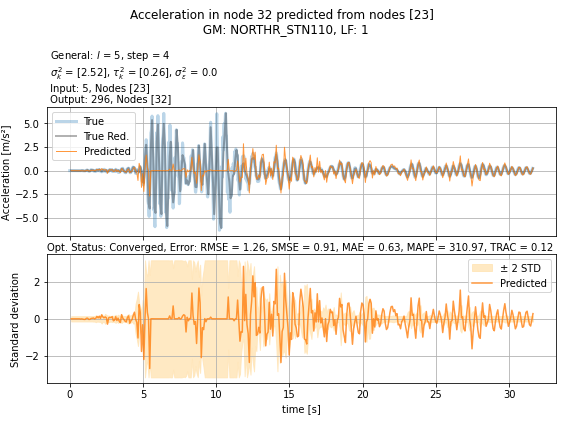 Acceleration in node 32 predicted from nodes [23]
GM: NORTHR_STN110, LF: 1
General: l = 5, step = 4
σ²ₖ = [2.52], τ²ₖ = [0.26], σ²ε = 0.0
Input: 5, Nodes [23]
Output: 296, Nodes [32]
True
True Red.
Predicted
Acceleration [m/s²]
5.0
2.5
0.0
−2.5
−5.0
Opt. Status: Converged, Error: RMSE = 1.26, SMSE = 0.91, MAE = 0.63, MAPE = 310.97, TRAC = 0.12
± 2 STD
Predicted
Standard deviation
2
0
−2
0 5 10 15 20 25 30
time [s]